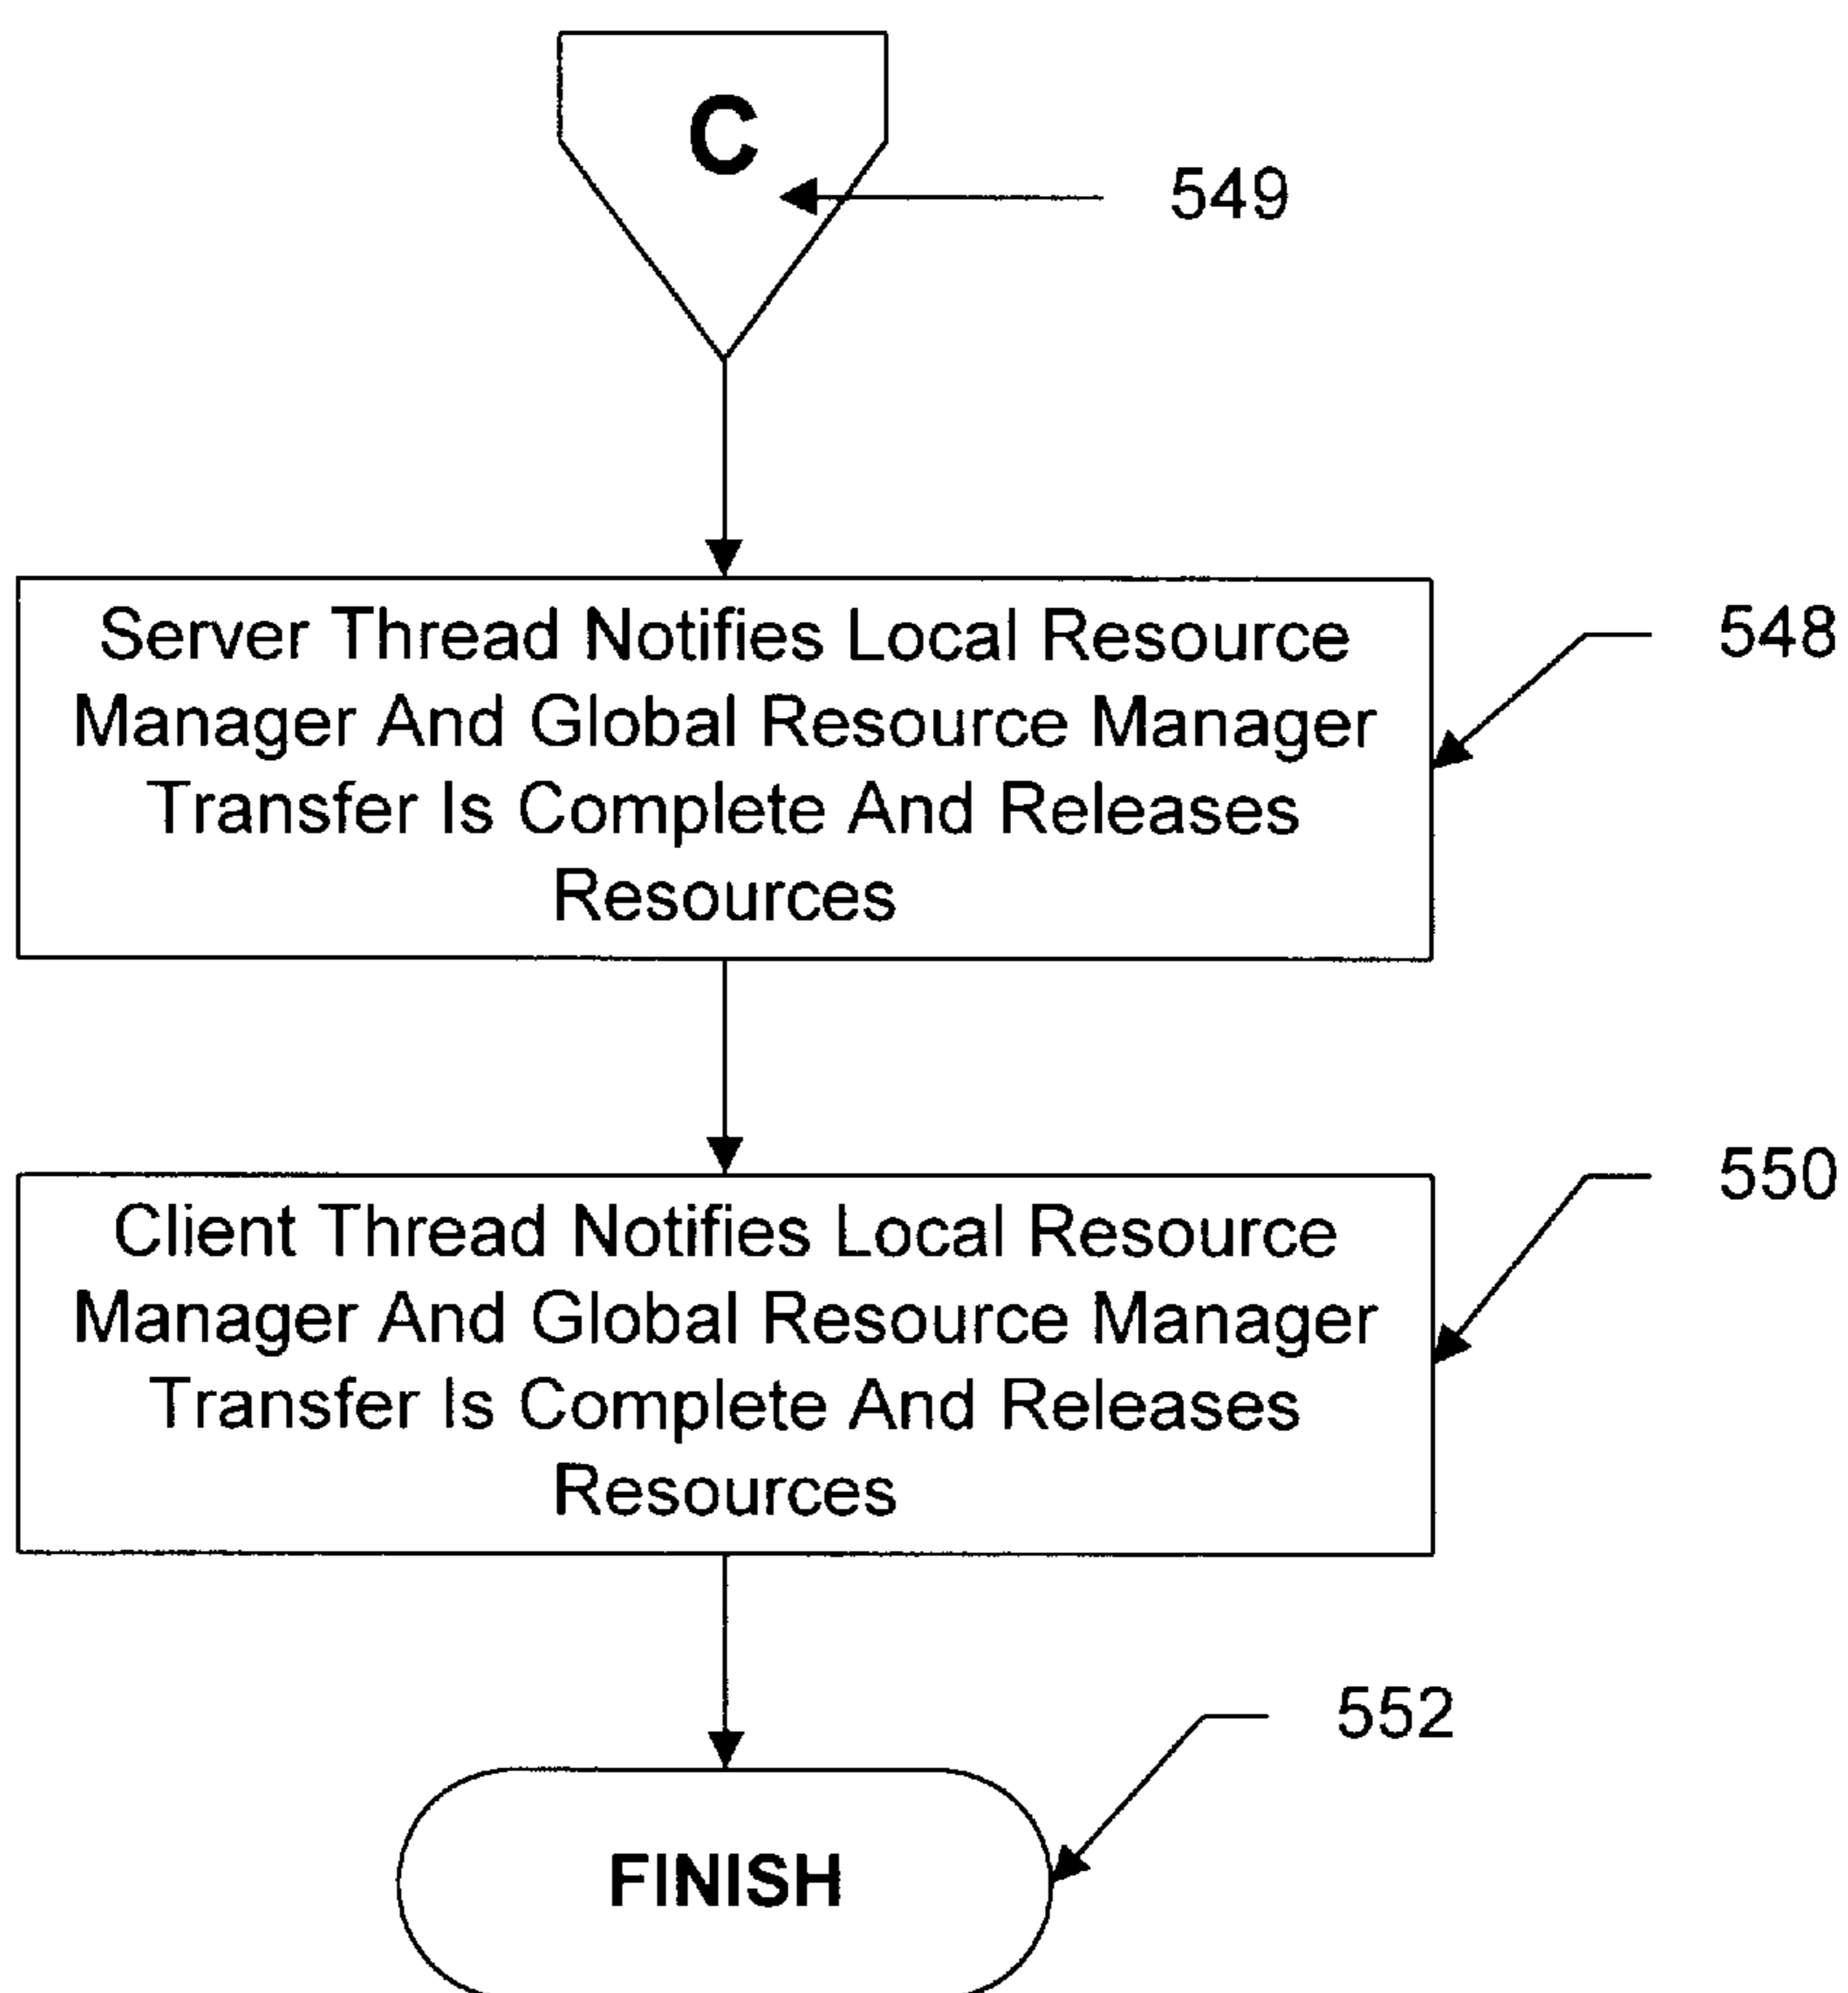 C
549
Server Thread Notifies Local Resource
Manager And Global Resource Manager
Transfer Is Complete And Releases
Resources
548
Client Thread Notifies Local Resource
Manager And Global Resource Manager
Transfer Is Complete And Releases
Resources
550
552
FINISH